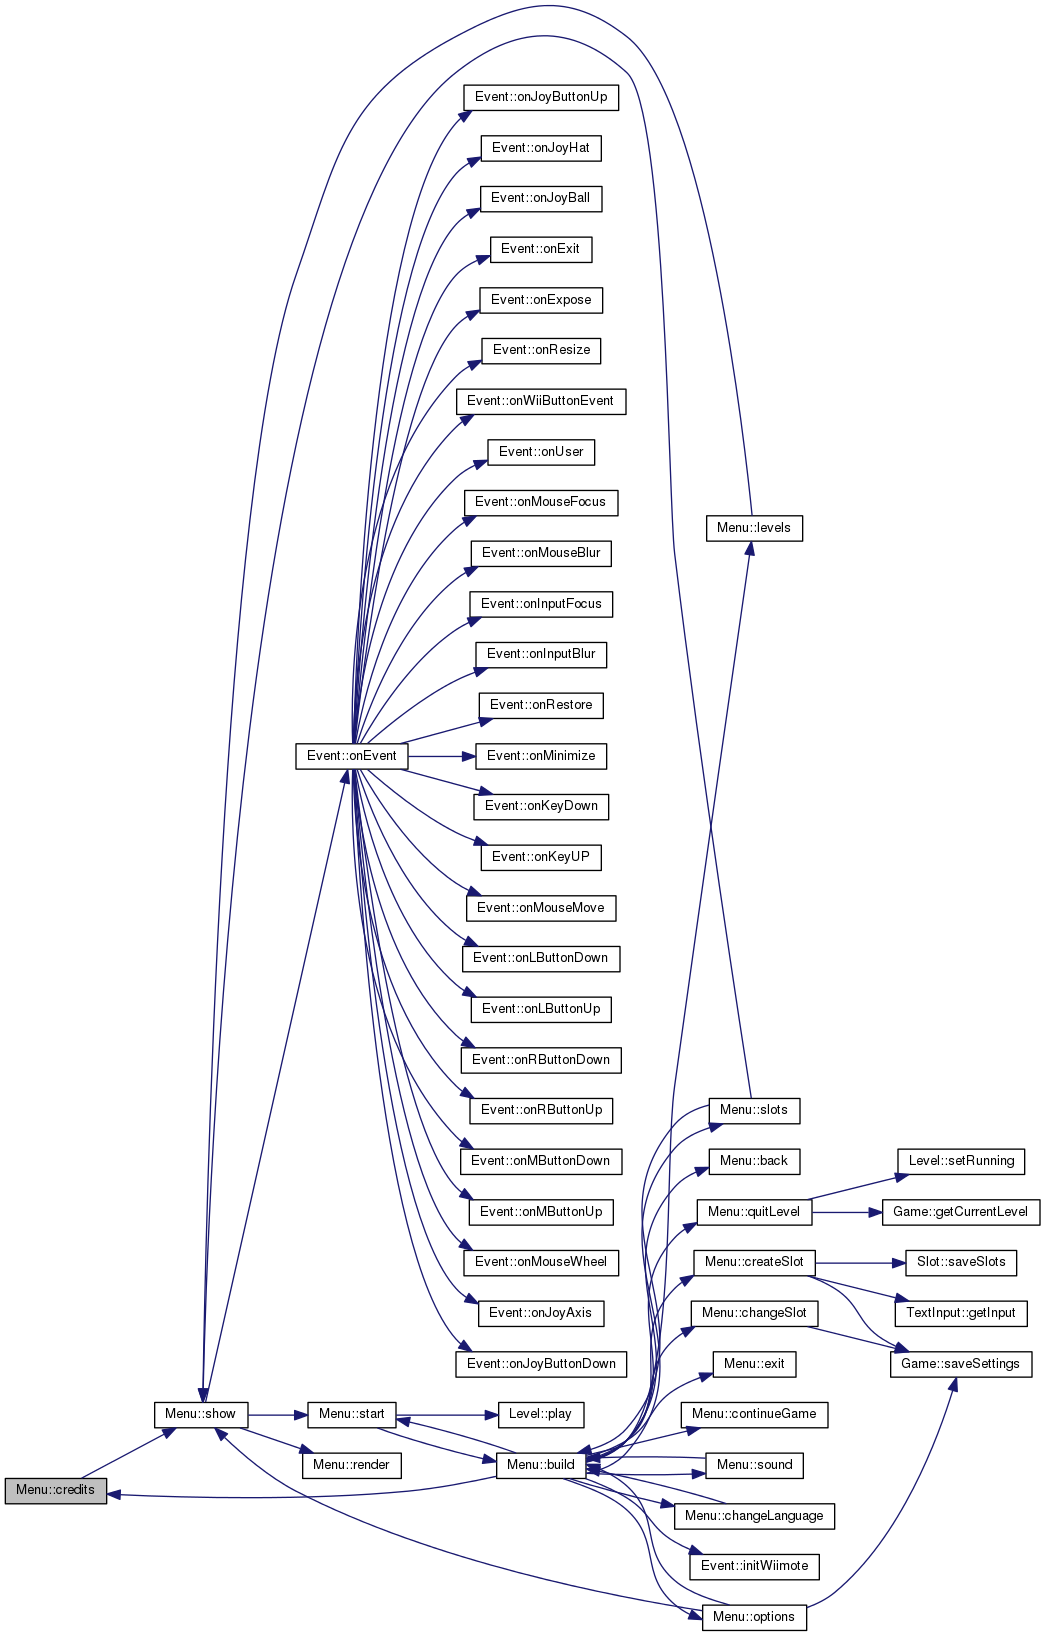 Event::onJoyButtonUp
Event::onJoyHat
Event::onJoyBall
Event::onExit
Event::onExpose
Event::onResize
Event::onWiiButtonEvent
Event::onUser
Event::onMouseFocus
Menu::levels
Event::onMouseBlur
Event::onInputFocus
Event::onInputBlur
Event::onRestore
Event::onEvent
Event::onMinimize
Event::onKeyDown
Event::onKeyUP
Event::onMouseMove
Event::onLButtonDown
Event::onLButtonUp
Event::onRButtonDown
Event::onRButtonUp
Menu::slots
Event::onMButtonDown
Menu::back
Level::setRunning
Event::onMButtonUp
Menu::quitLevel
Game::getCurrentLevel
Event::onMouseWheel
Menu::createSlot
Slot::saveSlots
Event::onJoyAxis
Menu::changeSlot
TextInput::getInput
Event::onJoyButtonDown
Menu::exit
Game::saveSettings
Menu::show
Menu::start
Level::play
Menu::continueGame
Menu::render
Menu::build
Menu::sound
Menu::credits
Menu::changeLanguage
Event::initWiimote
Menu::options